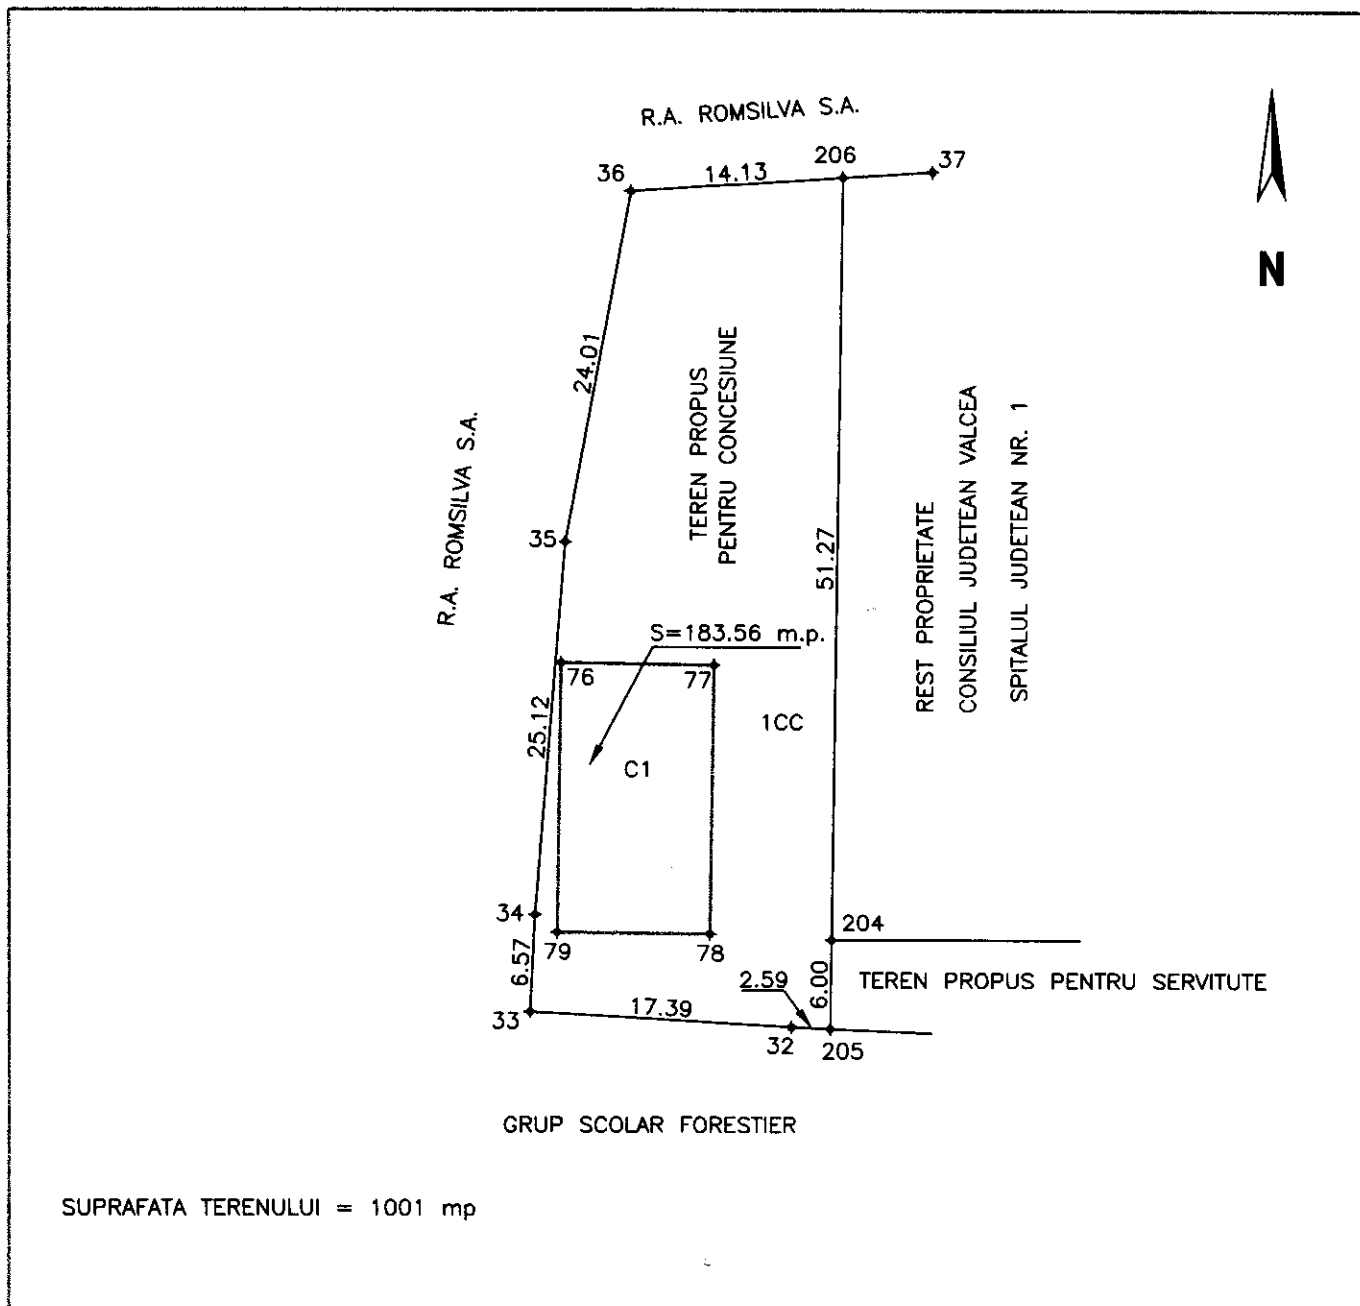 R.A. ROMSILVA S.A.
36
14.13
206
37
N
24.01
TEREN PROPUS
PENTRU CONCESIUNE
R.A. ROMSILVA S.A.
35
51.27
REST PROPRIETATE
CONSILIUL JUDETEAN VALCEA
SPITALUL JUDETEAN NR. 1
S=183.56 m.p.
76
77
25.12
1CC
C1
34
79
78
204
6.57
2.59
6.00
TEREN PROPUS PENTRU SERVITUTE
33
17.39
32
205
GRUP SCOLAR FORESTIER
SUPRAFATA TERENULUI = 1001 mp